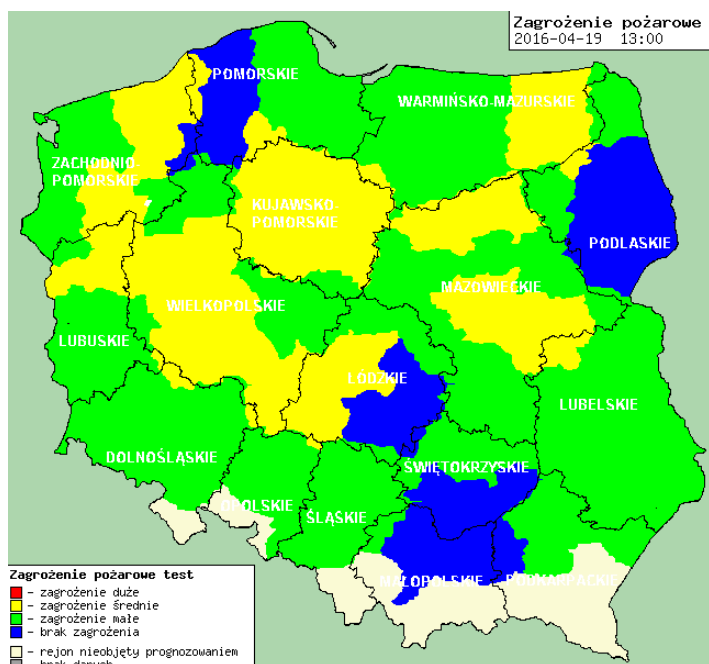 Zagrożenie pożarowe
2016-04-19 13:00
POMORSKIE
WARMIŃSKO-MAZURSKIE
ZACHODNIO
POMORSKIE
KUJAWSKO-
POMORSKIE
PODLASKIE
MAZOWIECKIE
WIELKOPOLSKIE
LUBUSKIE
ŁÓDZKIE
LUBELSKIE
DOLNOŚLĄSKIE
ŚWIĘTOKRZYSKIE
OPOLSKIE
ŚLĄSKIE
MAŁOPOLSKIE
PODKARPACKIE
Zagrożenie pożarowe test
- zagrożenie duże
- zagrożenie średnie
- zagrożenie małe
- brak zagrożenia
- rejon nieobjęty prognozowaniem
- brak danych